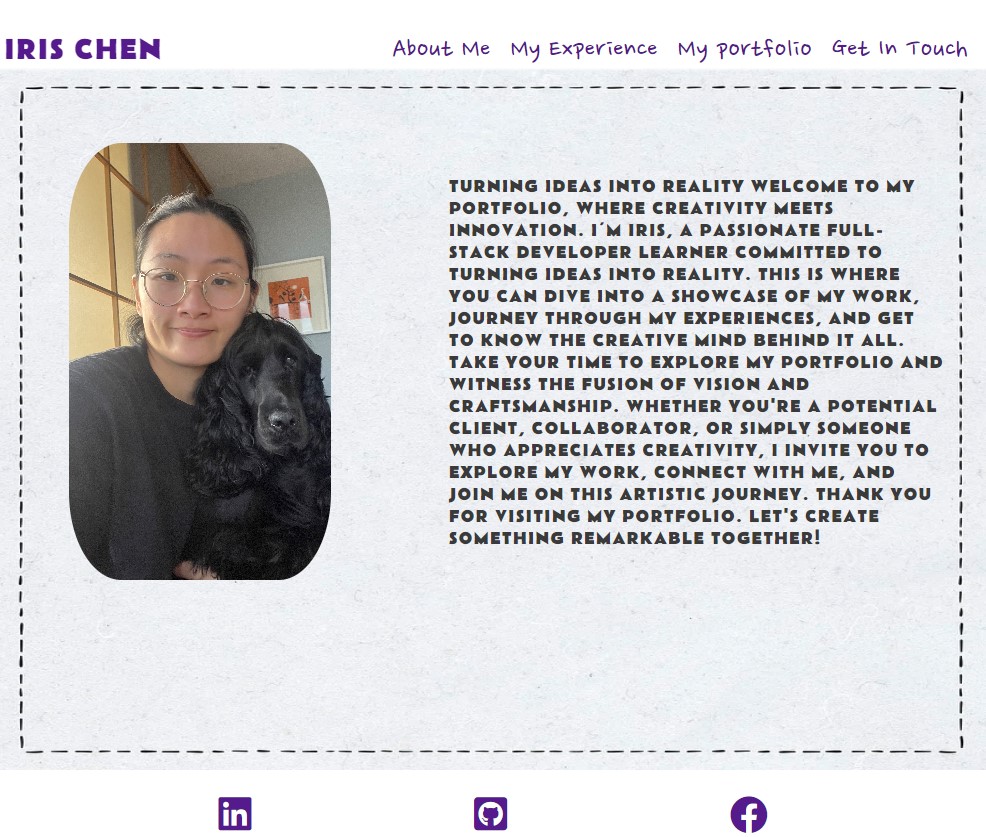 IRIS CHEN
About Me My Experience My portfolio Get In Touch
TURNING IDEAS INTO REALITY WELCOME TO MY
PORTFOLIO, WHERE CREATIVITY MEETS
INNOVATION. I´M IRIS, A PASSIONATE FULL-
STACK DEVELOPER LEARNER COMMITTED TO
TURNING IDEAS INTO REALITY. THIS IS WHERE
YOU CAN DIVE INTO A SHOWCASE OF MY WORK,
JOURNEY THROUGH MY EXPERIENCES, AND GET
TO KNOW THE CREATIVE MIND BEHIND IT ALL.
TAKE YOUR TIME TO EXPLORE MY PORTFOLIO AND
WITNESS THE FUSION OF VISION AND
CRAFTSMANSHIP. WHETHER YOU'RE A POTENTIAL
CLIENT, COLLABORATOR, OR SIMPLY SOMEONE
WHO APPRECIATES CREATIVITY, I INVITE YOU TO
EXPLORE MY WORK, CONNECT WITH ME, AND
JOIN ME ON THIS ARTISTIC JOURNEY. THANK YOU
FOR VISITING MY PORTFOLIO. LET'S CREATE
SOMETHING REMARKABLE TOGETHER!
in